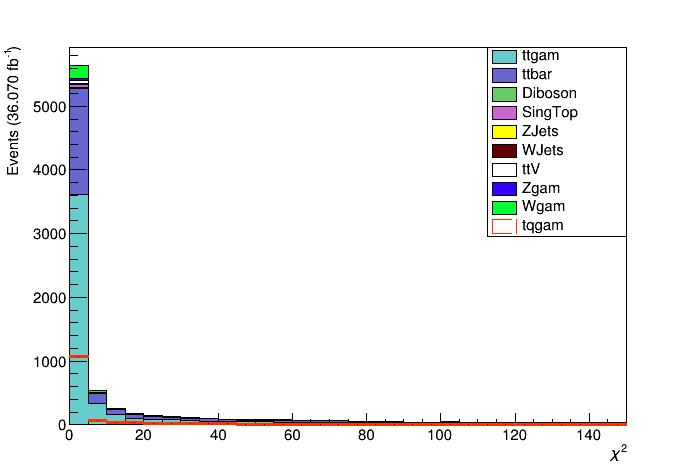 Events (36.070 fb⁻¹)
5000
4000
3000
2000
1000
0
0
20
40
60
80
100
120
140
χ²
ttgam
ttbar
Diboson
SingTop
ZJets
WJets
ttV
Zgam
Wgam
tqgam